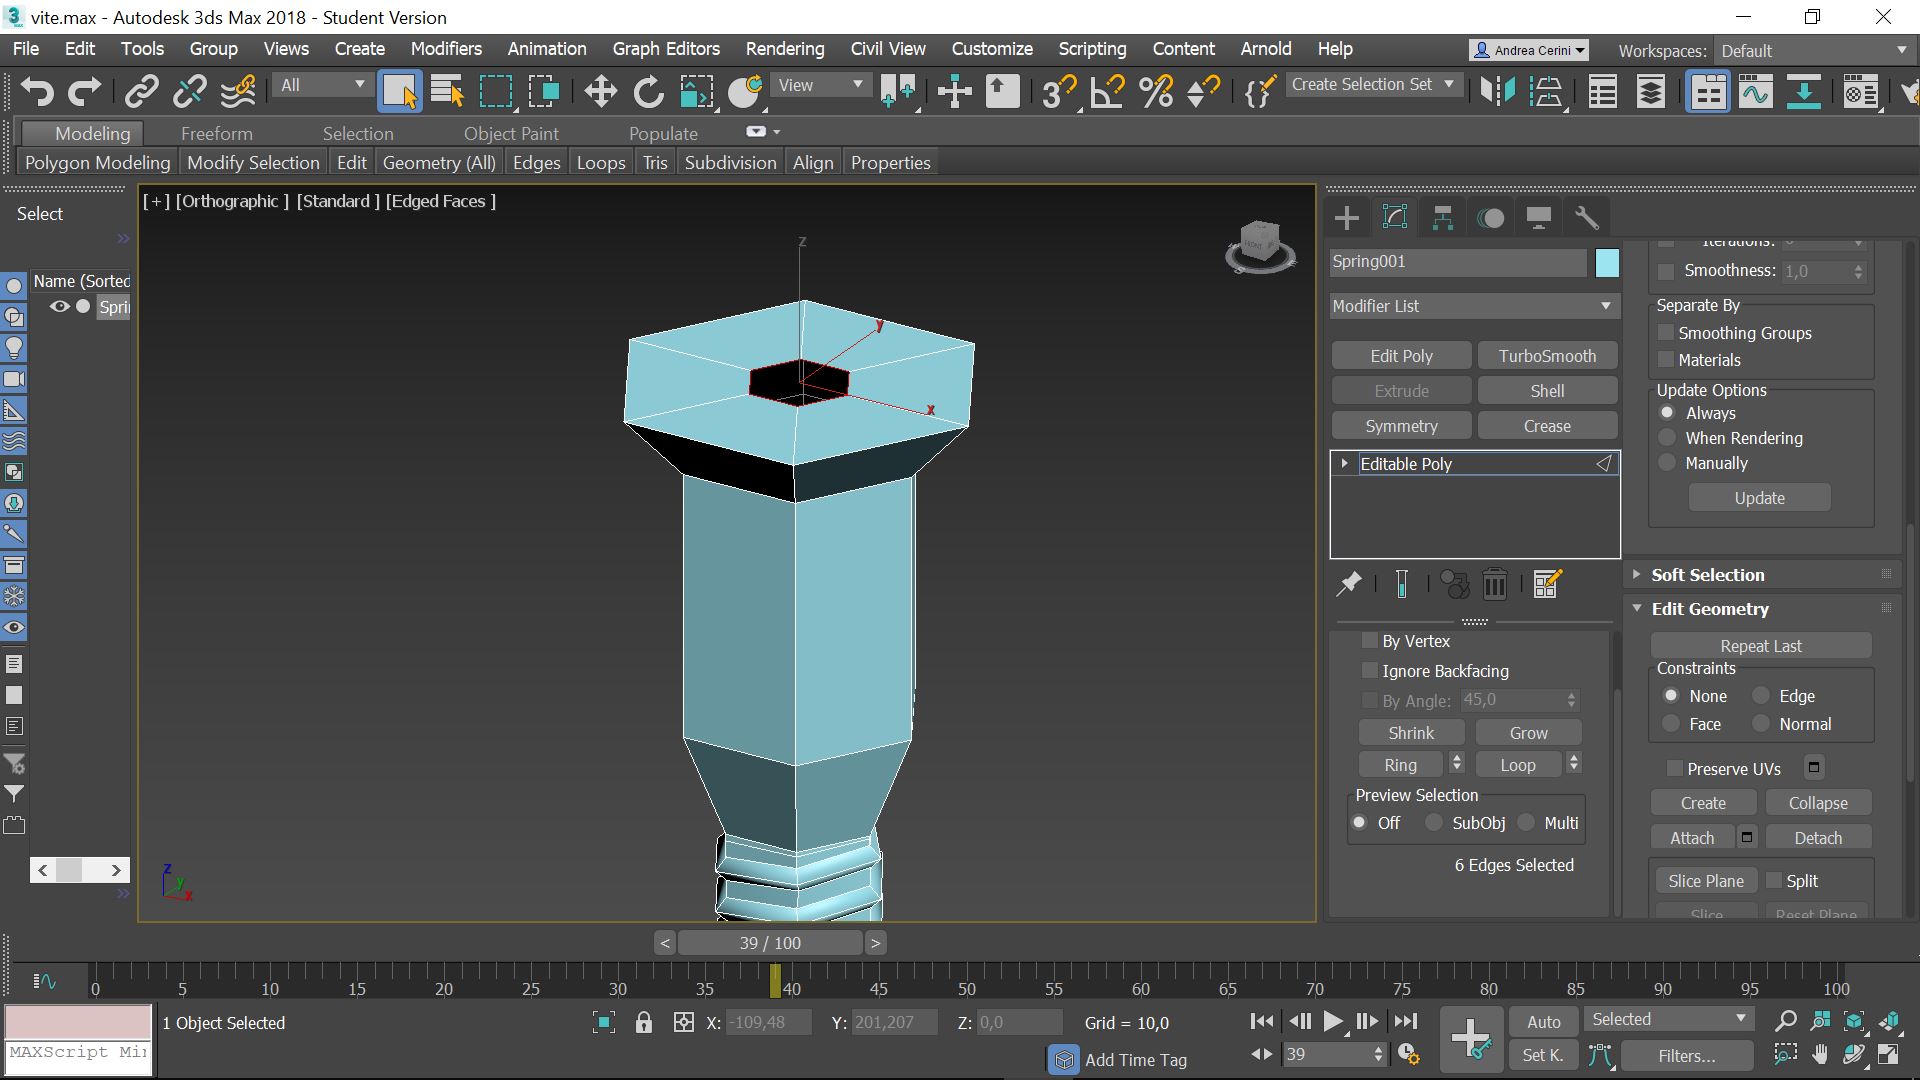 vite.max - Autodesk 3ds Max 2018 - Student Version
File Edit Tools Group Views Create Modifiers Animation Graph Editors Rendering Civil View Customize Scripting Content Arnold Help
Andrea Cerini
Workspaces: Default
All
View
Create Selection Set
Modeling Freeform Selection Object Paint Populate
Polygon Modeling Modify Selection Edit Geometry (All) Edges Loops Tris Subdivision Align Properties
Select
Name (Sorted
Spri
[ + ] [Orthographic ] [Standard ] [Edged Faces ]
z
y
x
FRONT
z
y
x
Spring001
Modifier List
Edit Poly TurboSmooth
Extrude Shell
Symmetry Crease
Editable Poly
By Vertex
Ignore Backfacing
By Angle: 45,0
Shrink Grow
Ring Loop
Preview Selection
Off SubObj Multi
6 Edges Selected
Iterations:
Smoothness: 1,0
Separate By
Smoothing Groups
Materials
Update Options
Always
When Rendering
Manually
Update
Soft Selection
Edit Geometry
Repeat Last
Constraints
None Edge
Face Normal
Preserve UVs
Create Collapse
Attach Detach
Slice Plane Split
Slice Reset Plane
< 39 / 100 >
0 5 10 15 20 25 30 35 40 45 50 55 60 65 70 75 80 85 90 95 100
1 Object Selected
X: -109,48 Y: 201,207 Z: 0,0 Grid = 10,0
Auto Selected
MAXScript Mi
Add Time Tag
39
Set K. Filters...